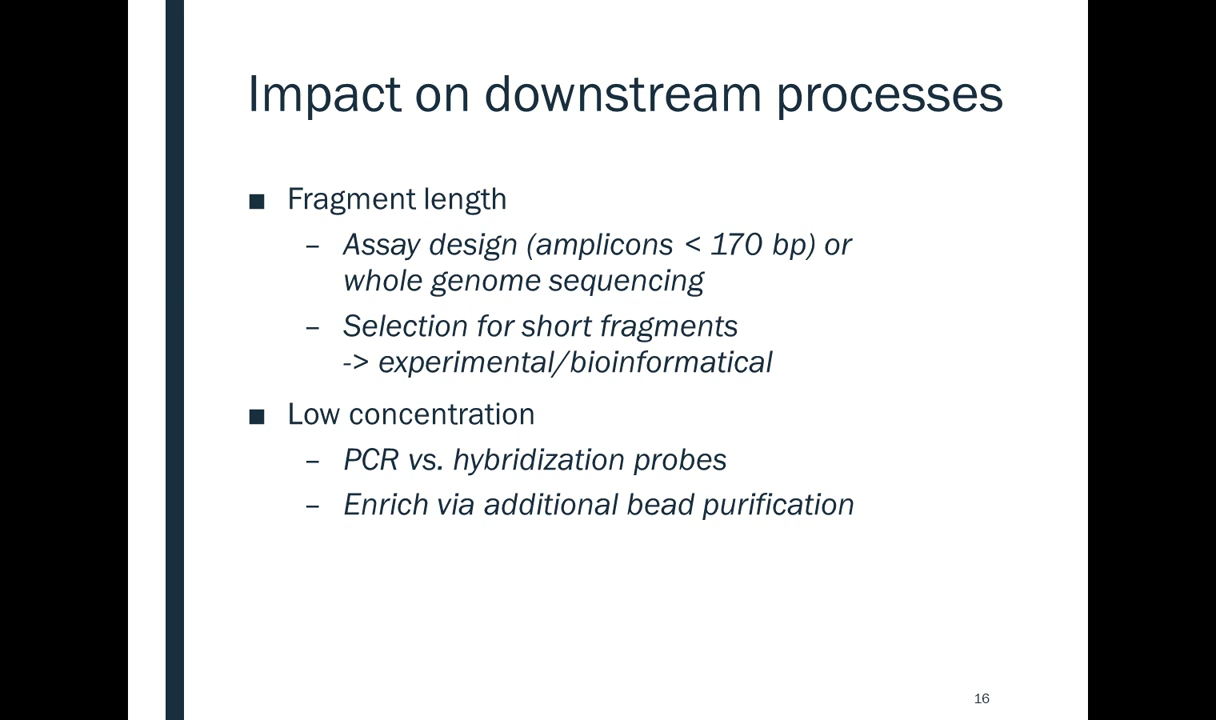 Impact on downstream processes
■ Fragment length
– Assay design (amplicons < 170 bp) or
whole genome sequencing
– Selection for short fragments
-> experimental/bioinformatical
■ Low concentration
– PCR vs. hybridization probes
– Enrich via additional bead purification
16